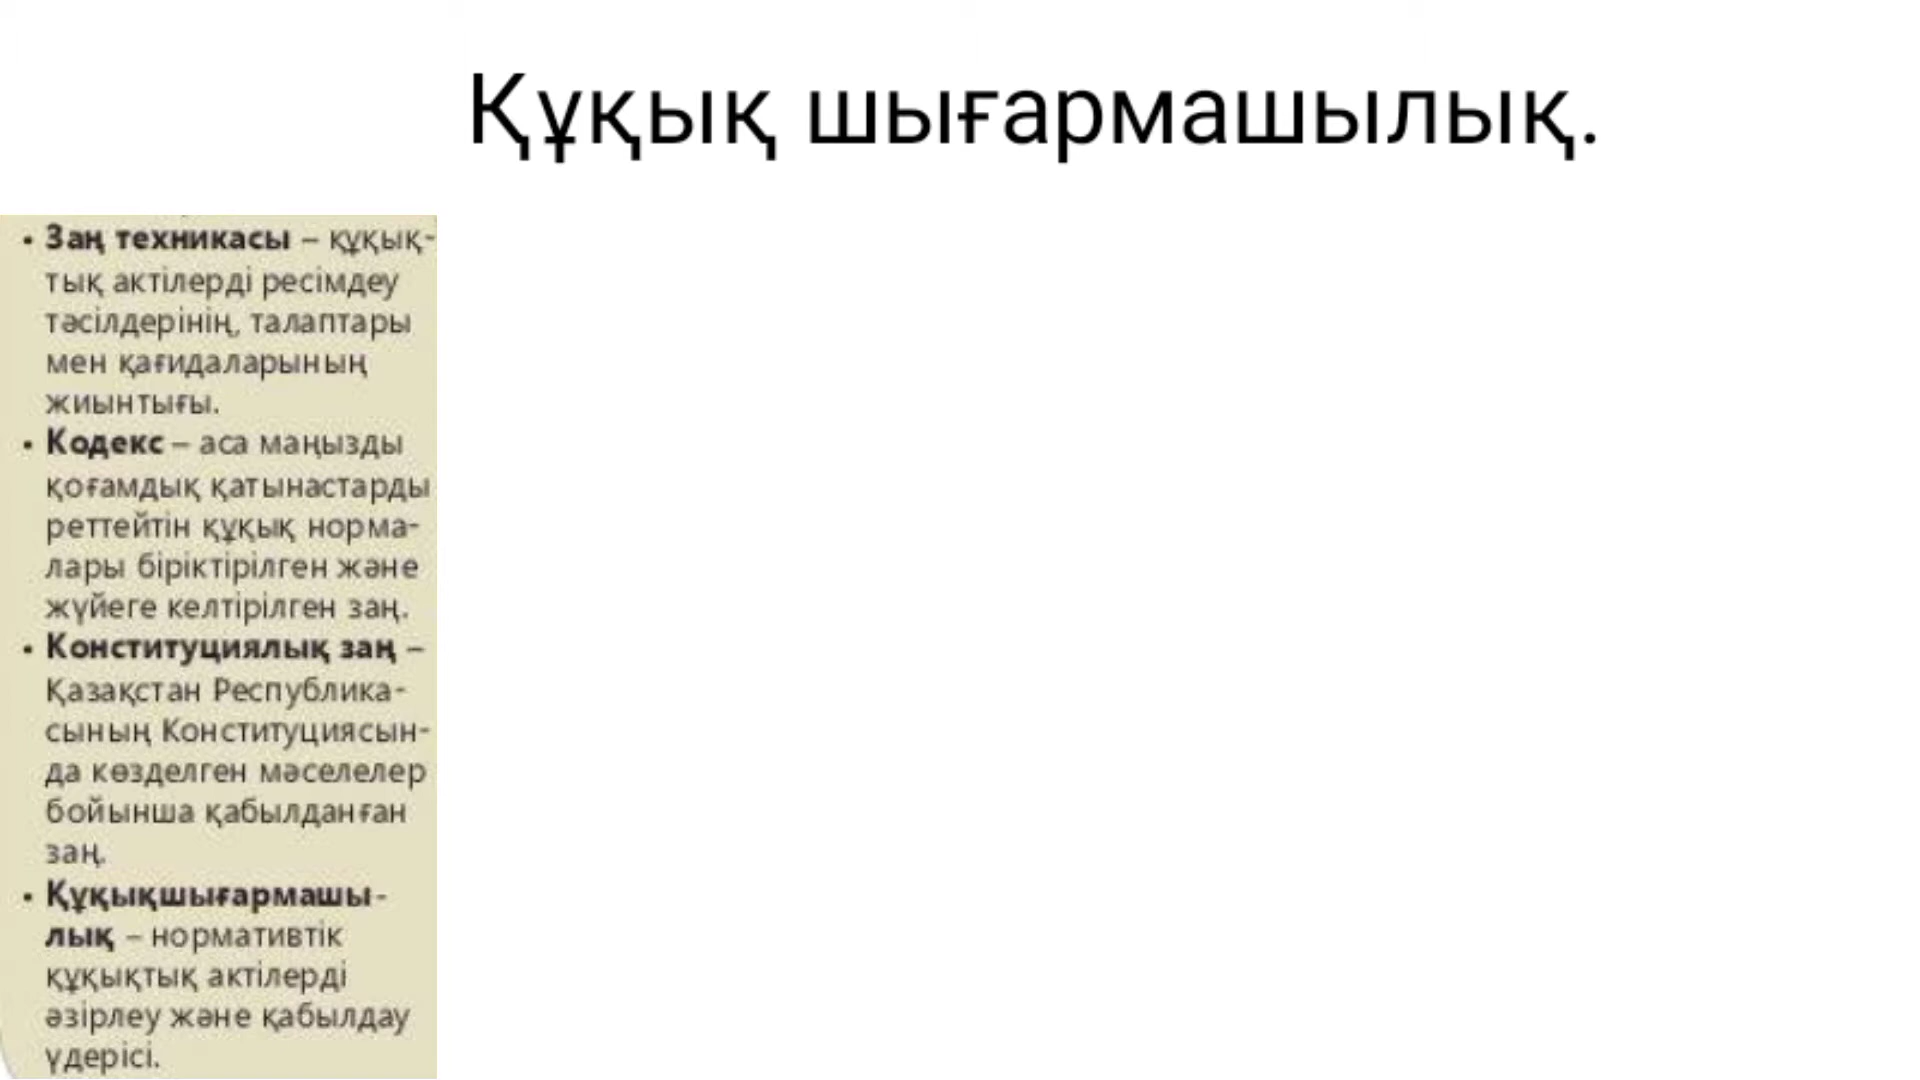 Құқық шығармашылық.
• Заң техникасы – құқық-
тық актілерді ресімдеу
тәсілдерінің, талаптары
мен қағидаларының
жиынтығы.
• Кодекс – аса маңызды
қоғамдық қатынастарды
реттейтін құқық норма-
лары біріктірілген және
жүйеге келтірілген заң.
• Конституциялық заң –
Қазақстан Республика-
сының Конституциясын-
да көзделген мәселелер
бойынша қабылданған
заң.
• Құқықшығармашы-
лық – нормативтік
құқықтық актілерді
әзірлеу және қабылдау
үдерісі.